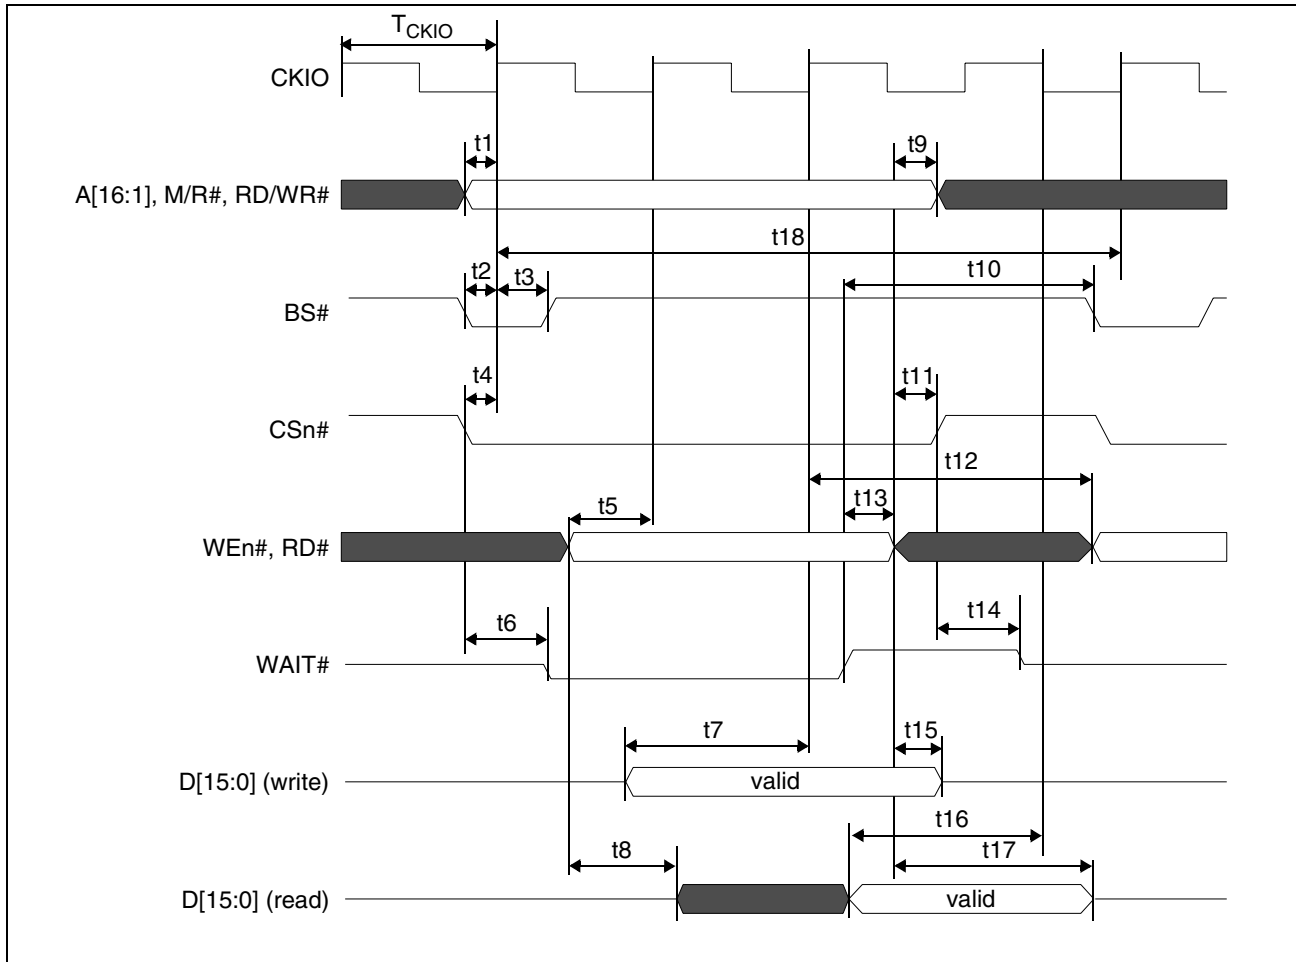 TCKIO
CKIO
t1
t9
A[16:1], M/R#, RD/WR#
t18
t2
t3
t10
BS#
t4
t11
CSn#
t12
t5
t13
WEn#, RD#
t6
t14
WAIT#
t7
t15
D[15:0] (write)
valid
t16
t8
t17
D[15:0] (read)
valid